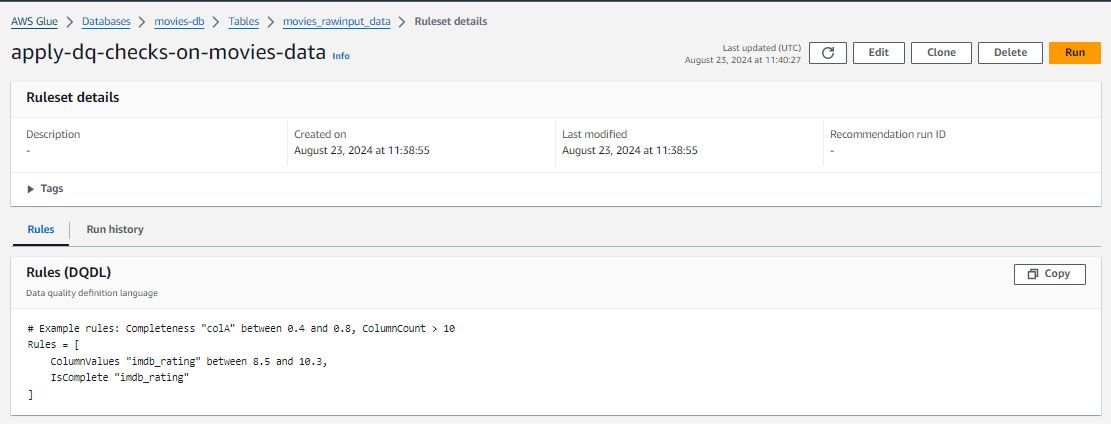 AWS Glue > Databases > movies-db > Tables > movies_rawinput_data > Ruleset details
apply-dq-checks-on-movies-data Info
Last updated (UTC)
August 23, 2024 at 11:40:27
Edit
Clone
Delete
Run
Ruleset details
Description
-
Created on
August 23, 2024 at 11:38:55
Last modified
August 23, 2024 at 11:38:55
Recommendation run ID
-
Tags
Rules
Run history
Rules (DQDL)
Data quality definition language
Copy
# Example rules: Completeness "colA" between 0.4 and 0.8, ColumnCount > 10
Rules = [
    ColumnValues "imdb_rating" between 8.5 and 10.3,
    IsComplete "imdb_rating"
]